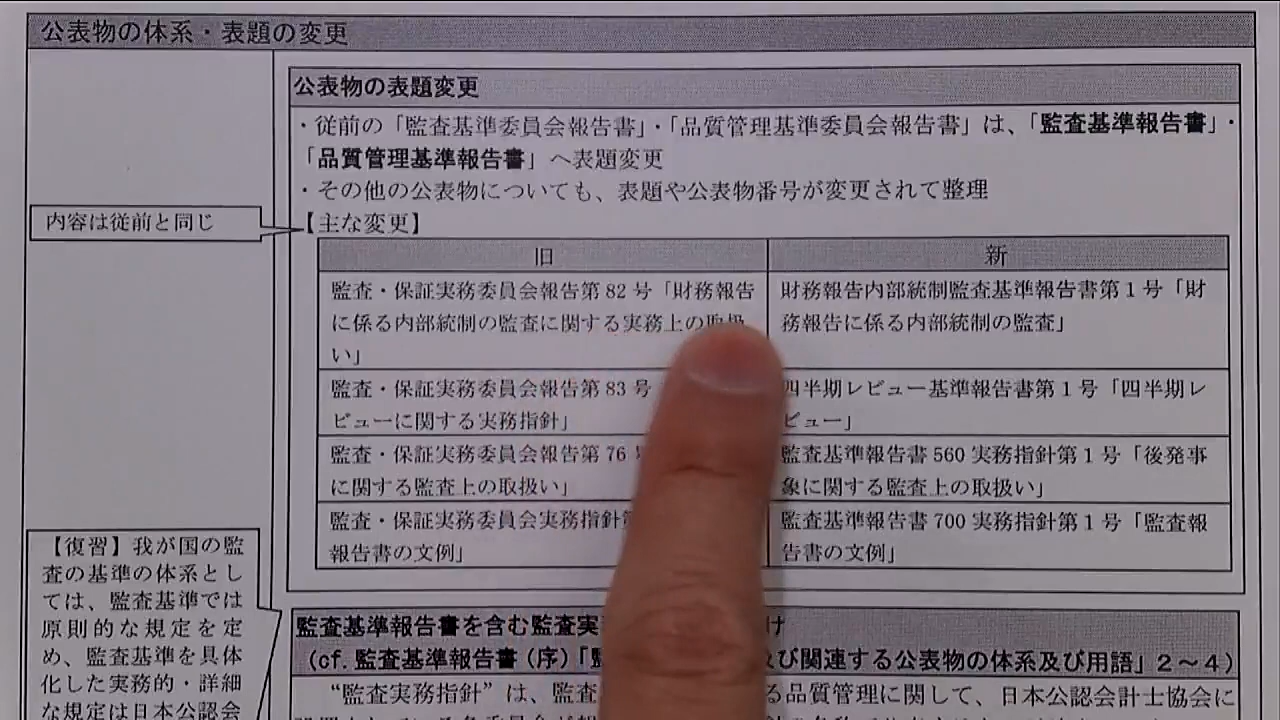 公表物の体系・表題の変更
公表物の表題変更
・従前の「監査基準委員会報告書」・「品質管理基準委員会報告書」は、「監査基準報告書」・
「品質管理基準報告書」へ表題変更
・その他の公表物についても、表題や公表物番号が変更されて整理
内容は従前と同じ
【主な変更】
旧
新
監査・保証実務委員会報告第 82 号「財務報告
に係る内部統制の監査に関する実務上の取扱
い」
財務報告内部統制監査基準報告書第 1 号「財
務報告に係る内部統制の監査」
監査・保証実務委員会報告第 83 号
ビューに関する実務指針」
四半期レビュー基準報告書第 1 号「四半期レ
ビュー」
監査・保証実務委員会報告第 76
に関する監査上の取扱い」
監査基準報告書 560 実務指針第 1 号「後発事
象に関する監査上の取扱い」
監査・保証実務委員会実務指針
報告書の文例」
監査基準報告書 700 実務指針第 1 号「監査報
告書の文例」
【復習】我が国の監
査の基準の体系とし
ては、監査基準では
原則的な規定を定
め、監査基準を具体
化した実務的・詳細
な規定は日本公認会
監査基準報告書を含む監査実 け
(cf.監査基準報告書(序)「 及び関連する公表物の体系及び用語」2~4)
“監査実務指針”は、監査 る品質管理に関して、日本公認会計士協会に